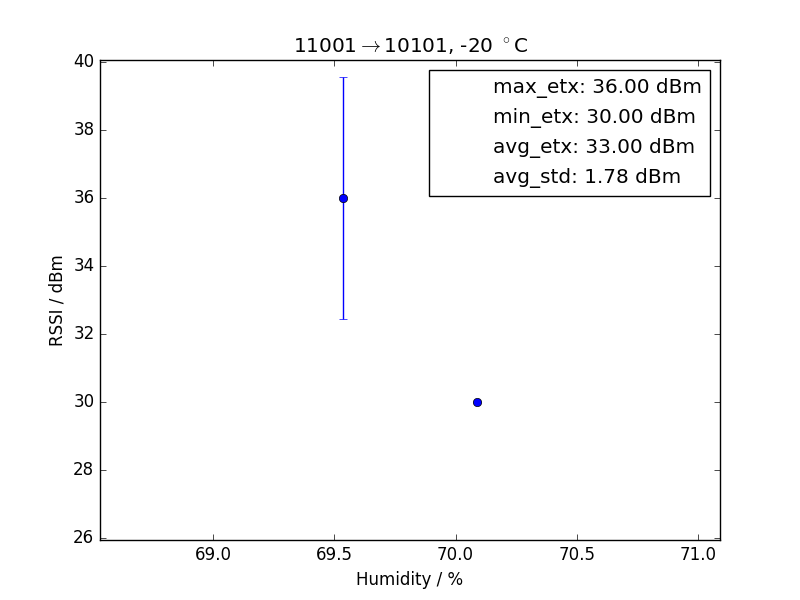 11001→10101, -20 °C
max_etx: 36.00 dBm
min_etx: 30.00 dBm
avg_etx: 33.00 dBm
avg_std: 1.78 dBm
40
38
36
34
32
30
28
26
RSSI / dBm
69.0 69.5 70.0 70.5 71.0
Humidity / %